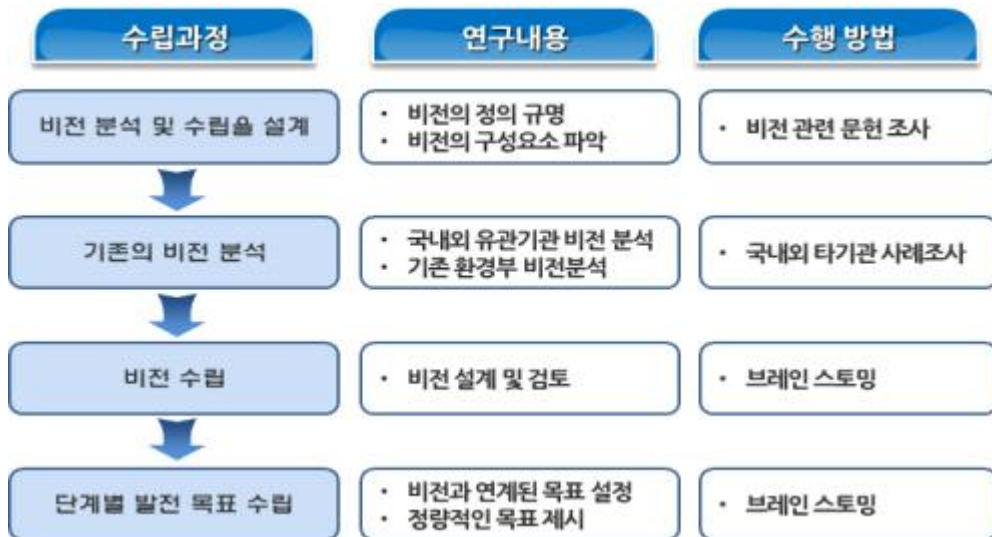 수립과정
연구내용
수행 방법
비전 분석 및 수립율 설계
• 비전의 정의 규명
• 비전의 구성요소 파악
• 비전 관련 문헌 조사
기존의 비전 분석
• 국내외 유관기관 비전 분석
• 기존 환경부 비전분석
• 국내외 타기관 사례조사
비전 수립
• 비전 설계 및 검토
• 브레인 스토밍
단계별 발전 목표 수립
• 비전과 연계된 목표 설정
• 정량적인 목표 제시
• 브레인 스토밍